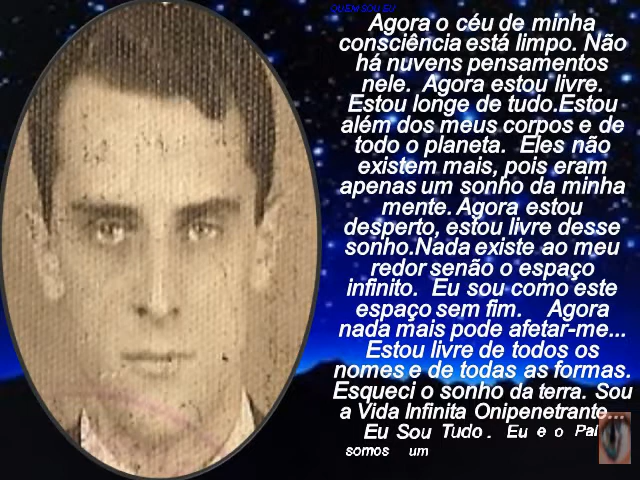 QUEM SOU EU
Agora o céu de minha
consciência está limpo. Não
há nuvens pensamentos
nele. Agora estou livre.
Estou longe de tudo.Estou
além dos meus corpos e de
todo o planeta. Eles não
existem mais, pois eram
apenas um sonho da minha
mente. Agora estou
desperto, estou livre desse
sonho.Nada existe ao meu
redor senão o espaço
infinito. Eu sou como este
espaço sem fim. Agora
nada mais pode afetar-me...
Estou livre de todos os
nomes e de todas as formas.
Esqueci o sonho da terra. Sou
a Vida Infinita Onipenetrante...
Eu Sou Tudo . Eu e o Pai
somos um